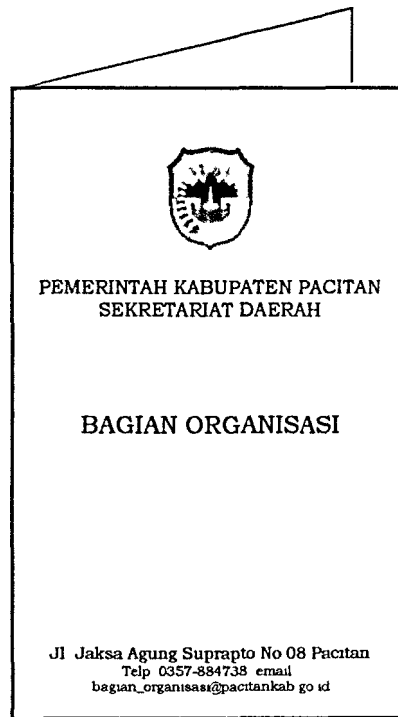 PEMERINTAH KABUPATEN PACITAN
SEKRETARIAT DAERAH
BAGIAN ORGANISASI
Jl Jaksa Agung Suprapto No 08 Pacitan
Telp 0357-884738 email
bagian_organisasi@pacitankab go id